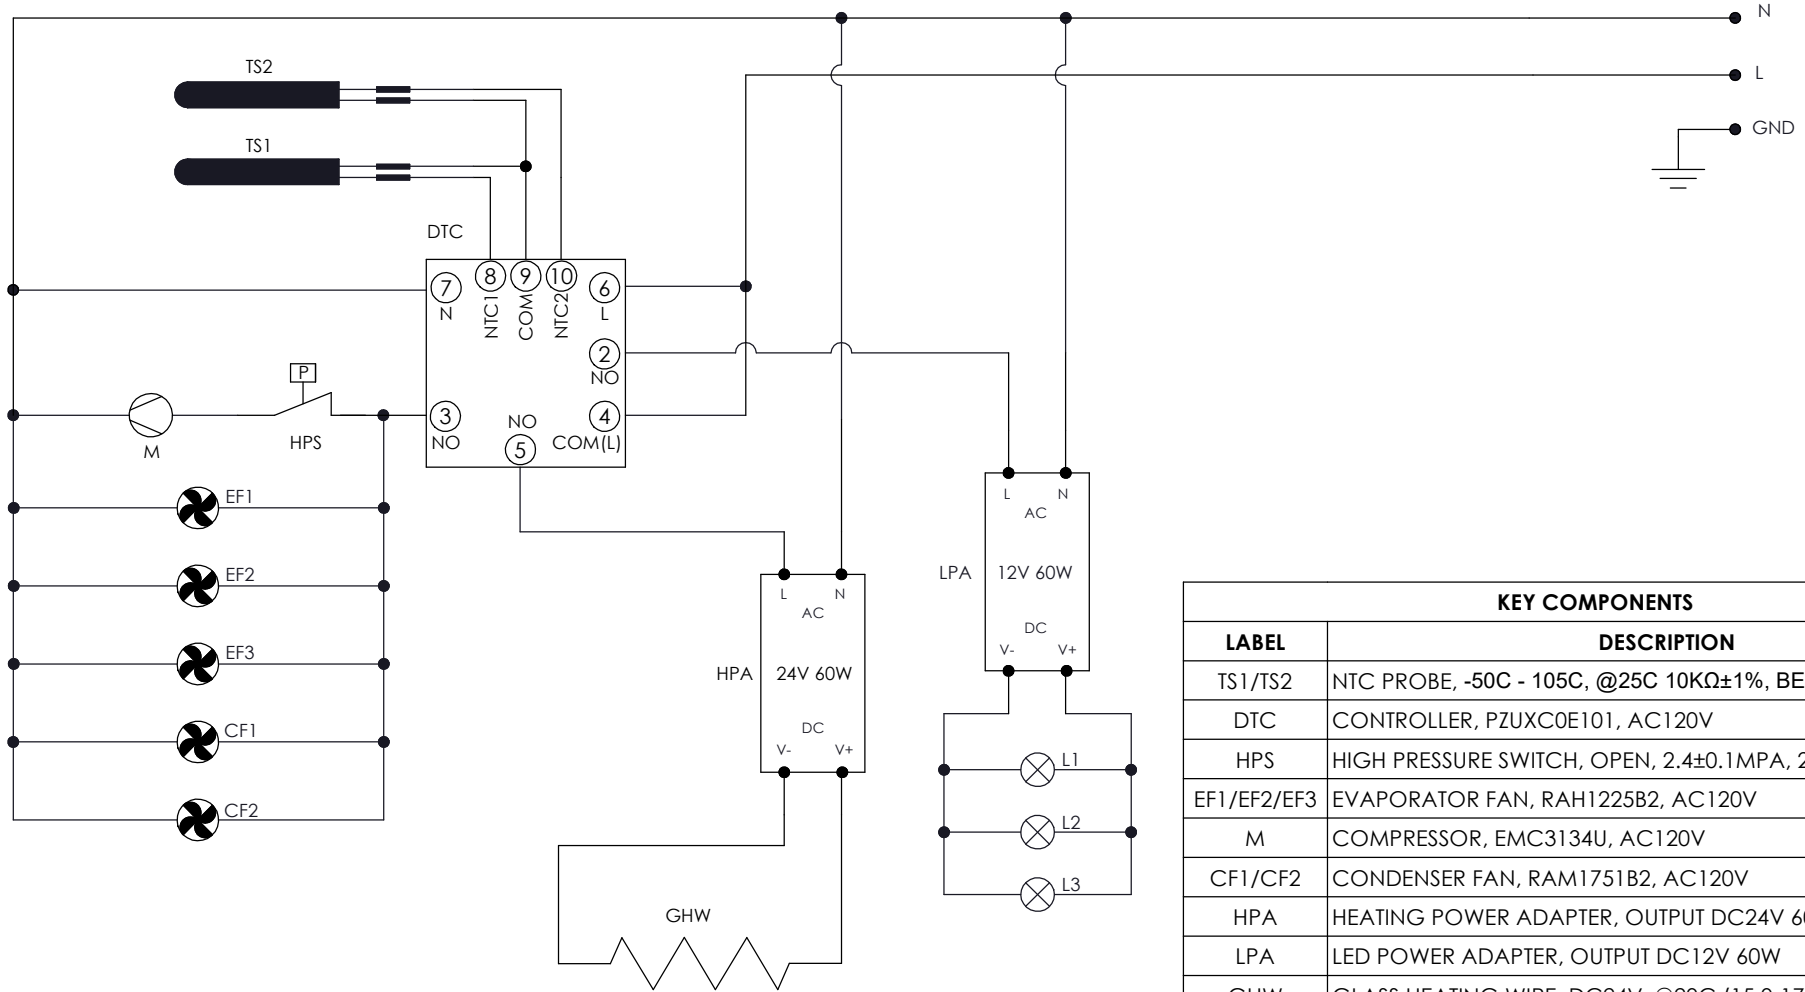 N
L
GND
TS2
TS1
DTC
7
N
8
NTC1
9
COM
10
NTC2
6
L
2
NO
3
NO
NO
5
4
COM(L)
P
M
HPS
EF1
EF2
EF3
CF1
CF2
L
N
AC
HPA
24V 60W
DC
V-
V+
L
N
AC
LPA
12V 60W
DC
V-
V+
L1
L2
L3
GHW
KEY COMPONENTS
LABEL DESCRIPTION
TS1/TS2 NTC PROBE, -50C - 105C, @25C 10KΩ±1%, BE
DTC CONTROLLER, PZUXC0E101, AC120V
HPS HIGH PRESSURE SWITCH, OPEN, 2.4±0.1MPA, 2
EF1/EF2/EF3 EVAPORATOR FAN, RAH1225B2, AC120V
M COMPRESSOR, EMC3134U, AC120V
CF1/CF2 CONDENSER FAN, RAM1751B2, AC120V
HPA HEATING POWER ADAPTER, OUTPUT DC24V 6
LPA LED POWER ADAPTER, OUTPUT DC12V 60W
GHW GLASS HEATING WIRE, DC24V,